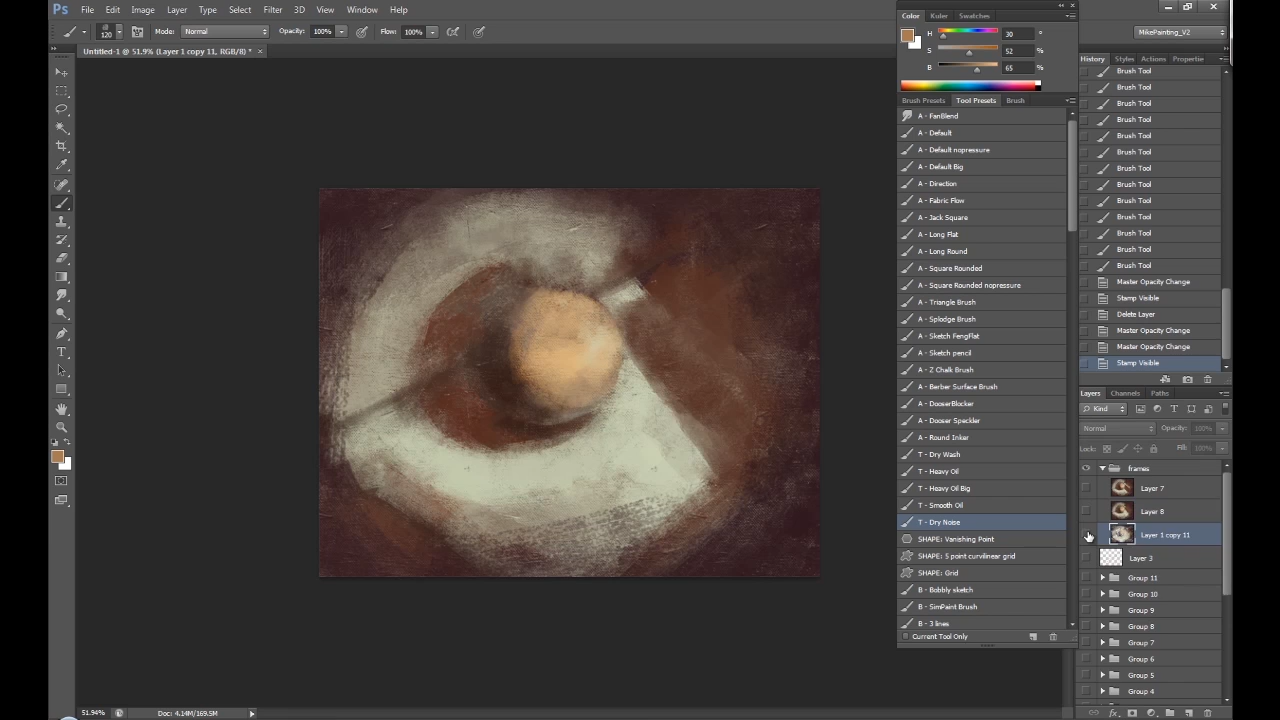 Ps File Edit Image Layer Type Select Filter 3D View Window Help
120 Mode: Normal Opacity: 100% Flow: 100% MikePainting_V2
Untitled-1 @ 51.9% (Layer 1 copy 11, RGB/8) * ×
Color Kuler Swatches
H 30 °
S 52 %
B 65 %
Brush Presets Tool Presets Brush
A - FanBlend
A - Default
A - Default nopressure
A - Default Big
A - Direction
A - Fabric Flow
A - Jack Square
A - Long Flat
A - Long Round
A - Square Rounded
A - Square Rounded nopressure
A - Triangle Brush
A - Splodge Brush
A - Sketch FengFlat
A - Sketch pencil
A - Z Chalk Brush
A - Berber Surface Brush
A - DooserBlocker
A - Dooser Speckler
A - Round Inker
T - Dry Wash
T - Heavy Oil
T - Heavy Oil Big
T - Smooth Oil
T - Dry Noise
SHAPE: Vanishing Point
SHAPE: 5 point curvilinear grid
SHAPE: Grid
B - Bobbly sketch
B - SimPaint Brush
B - 3 lines
Current Tool Only
History Styles Actions Propertie
Brush Tool
Brush Tool
Brush Tool
Brush Tool
Brush Tool
Brush Tool
Brush Tool
Brush Tool
Brush Tool
Brush Tool
Brush Tool
Brush Tool
Brush Tool
Master Opacity Change
Stamp Visible
Delete Layer
Master Opacity Change
Master Opacity Change
Stamp Visible
Layers Channels Paths
Kind
Normal Opacity: 100%
Lock: Fill: 100%
frames
Layer 7
Layer 8
Layer 1 copy 11
Layer 3
Group 11
Group 10
Group 9
Group 8
Group 7
Group 6
Group 5
Group 4
51.94% Doc: 4.14M/169.5M